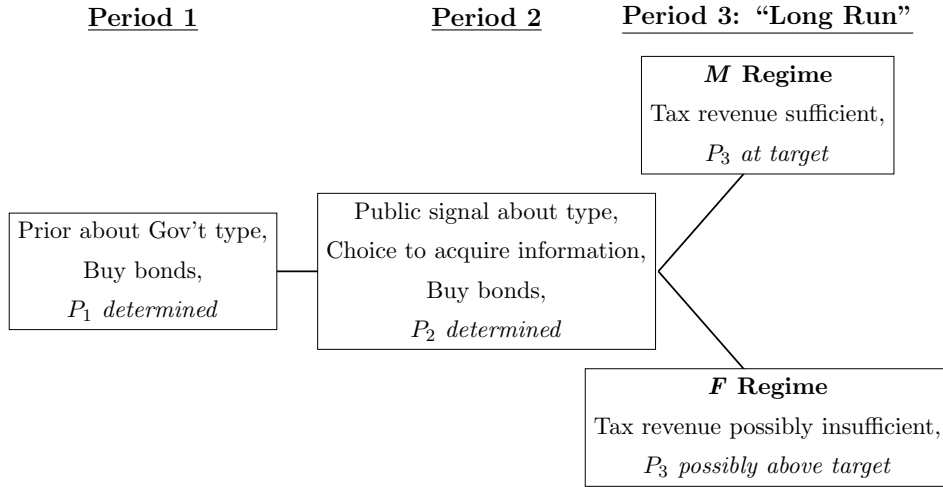 Period 1
Period 2
Period 3: “Long Run”
Prior about Gov't type,
Buy bonds,
P1 determined
Public signal about type,
Choice to acquire information,
Buy bonds,
P2 determined
M Regime
Tax revenue sufficient,
P3 at target
F Regime
Tax revenue possibly insufficient,
P3 possibly above target